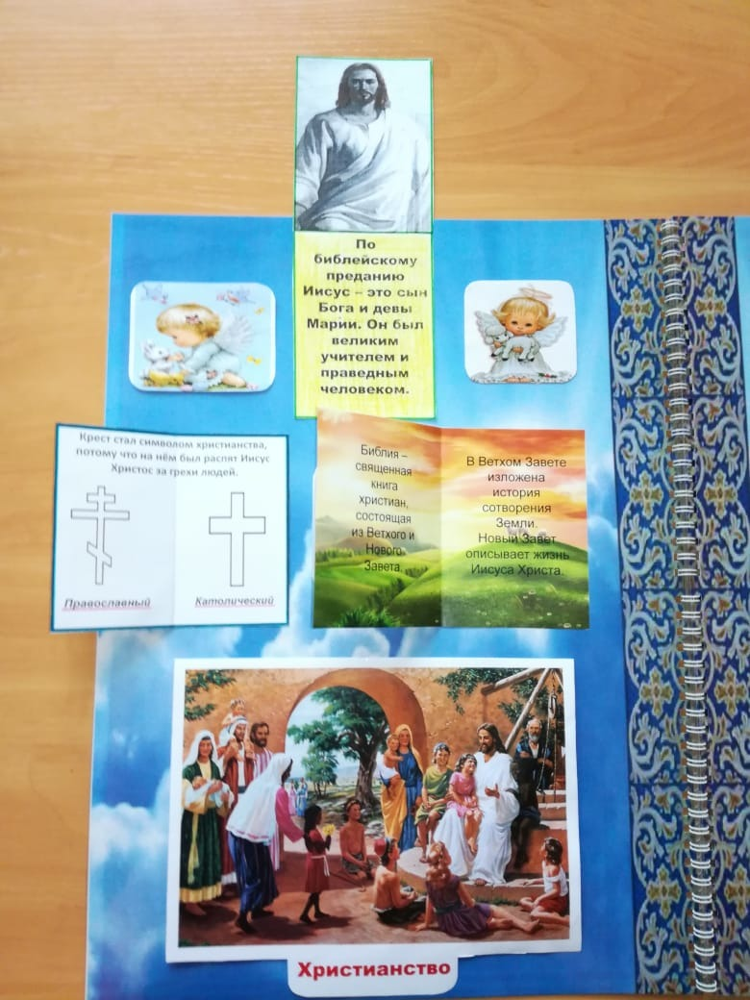 По
библейскому
преданию
Иисус – это сын
Бога и девы
Марии. Он был
великим
учителем и
праведным
человеком.
Крест стал символом христианства,
потому что на нём был распят Иисус
Христос за грехи людей.
Православный
Католический
Библия –
священная
книга
христиан,
состоящая
из Ветхого и
Нового
Завета.
В Ветхом Завете
изложена
история
сотворения
Земли.
Новый Завет
описывает жизнь
Иисуса Христа.
Христианство